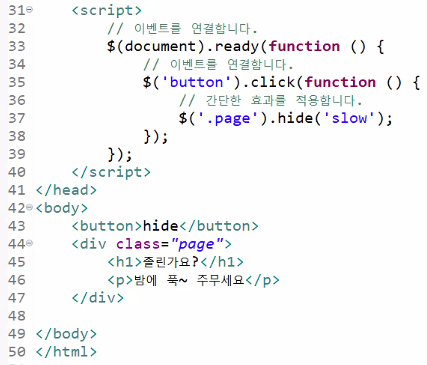 31 <script>
32 // 이벤트를 연결합니다.
33 $(document).ready(function () {
34 // 이벤트를 연결합니다.
35 $('button').click(function () {
36 // 간단한 효과를 적용합니다.
37 $('.page').hide('slow');
38 });
39 });
40 </script>
41 </head>
42 <body>
43 <button>hide</button>
44 <div class="page">
45 <h1>졸린가요?</h1>
46 <p>밤에 푹~ 주무세요</p>
47 </div>
48
49 </body>
50 </html>